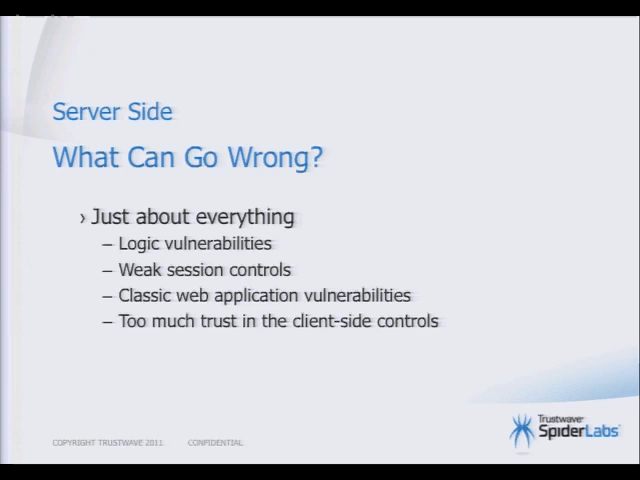 Server Side
What Can Go Wrong?
› Just about everything
– Logic vulnerabilities
– Weak session controls
– Classic web application vulnerabilities
– Too much trust in the client-side controls
COPYRIGHT TRUSTWAVE 2011 CONFIDENTIAL
Trustwave®
SpiderLabs®